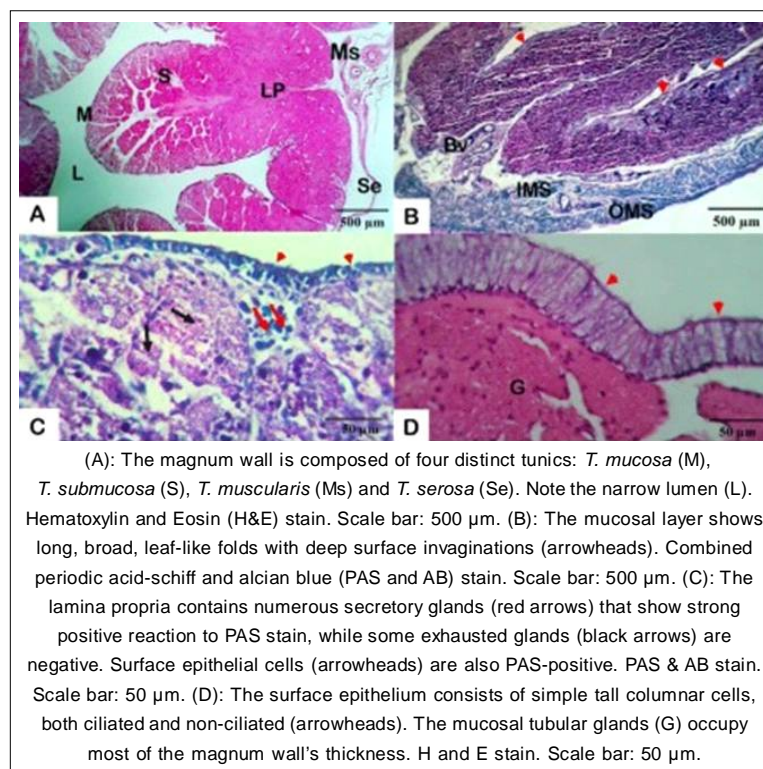 S
Ms
M
LP
L
Se
A
500 µm
Bv
IMS
OMS
B
500 µm
C
50 µm
G
D
50 µm
(A): The magnum wall is composed of four distinct tunics: T. mucosa (M),
T. submucosa (S), T. muscularis (Ms) and T. serosa (Se). Note the narrow lumen (L).
Hematoxylin and Eosin (H&E) stain. Scale bar: 500 µm. (B): The mucosal layer shows
long, broad, leaf-like folds with deep surface invaginations (arrowheads). Combined
periodic acid-schiff and alcian blue (PAS and AB) stain. Scale bar: 500 µm. (C): The
lamina propria contains numerous secretory glands (red arrows) that show strong
positive reaction to PAS stain, while some exhausted glands (black arrows) are
negative. Surface epithelial cells (arrowheads) are also PAS-positive. PAS & AB stain.
Scale bar: 50 µm. (D): The surface epithelium consists of simple tall columnar cells,
both ciliated and non-ciliated (arrowheads). The mucosal tubular glands (G) occupy
most of the magnum wall's thickness. H and E stain. Scale bar: 50 µm.